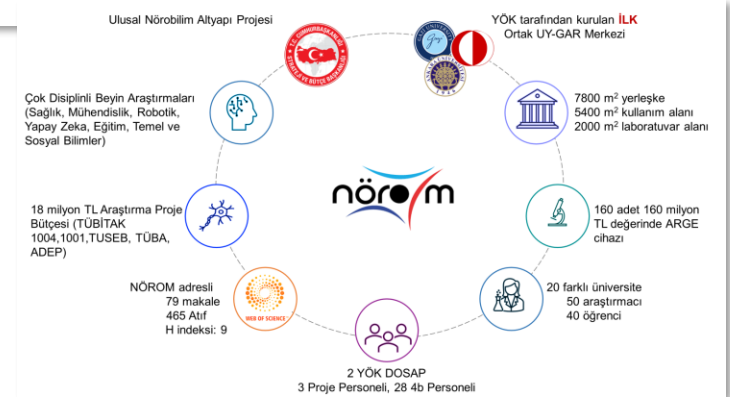 Ulusal Nörobilim Altyapı Projesi
YÖK tarafından kurulan İLK
Ortak UY-GAR Merkezi
Çok Disiplinli Beyin Araştırmaları
(Sağlık, Mühendislik, Robotik,
Yapay Zeka, Eğitim, Temel ve
Sosyal Bilimler)
7800 m² yerleşke
5400 m² kullanım alanı
2000 m² laboratuvar alanı
nörom
18 milyon TL Araştırma Proje
Bütçesi (TÜBİTAK
1004,1001,TUSEB, TÜBA,
ADEP)
160 adet 160 milyon
TL değerinde ARGE
cihazı
NÖROM adresli
79 makale
465 Atıf
H indeksi: 9
WEB OF SCIENCE
20 farklı üniversite
50 araştırmacı
40 öğrenci
2 YÖK DOSAP
3 Proje Personeli, 28 4b Personeli